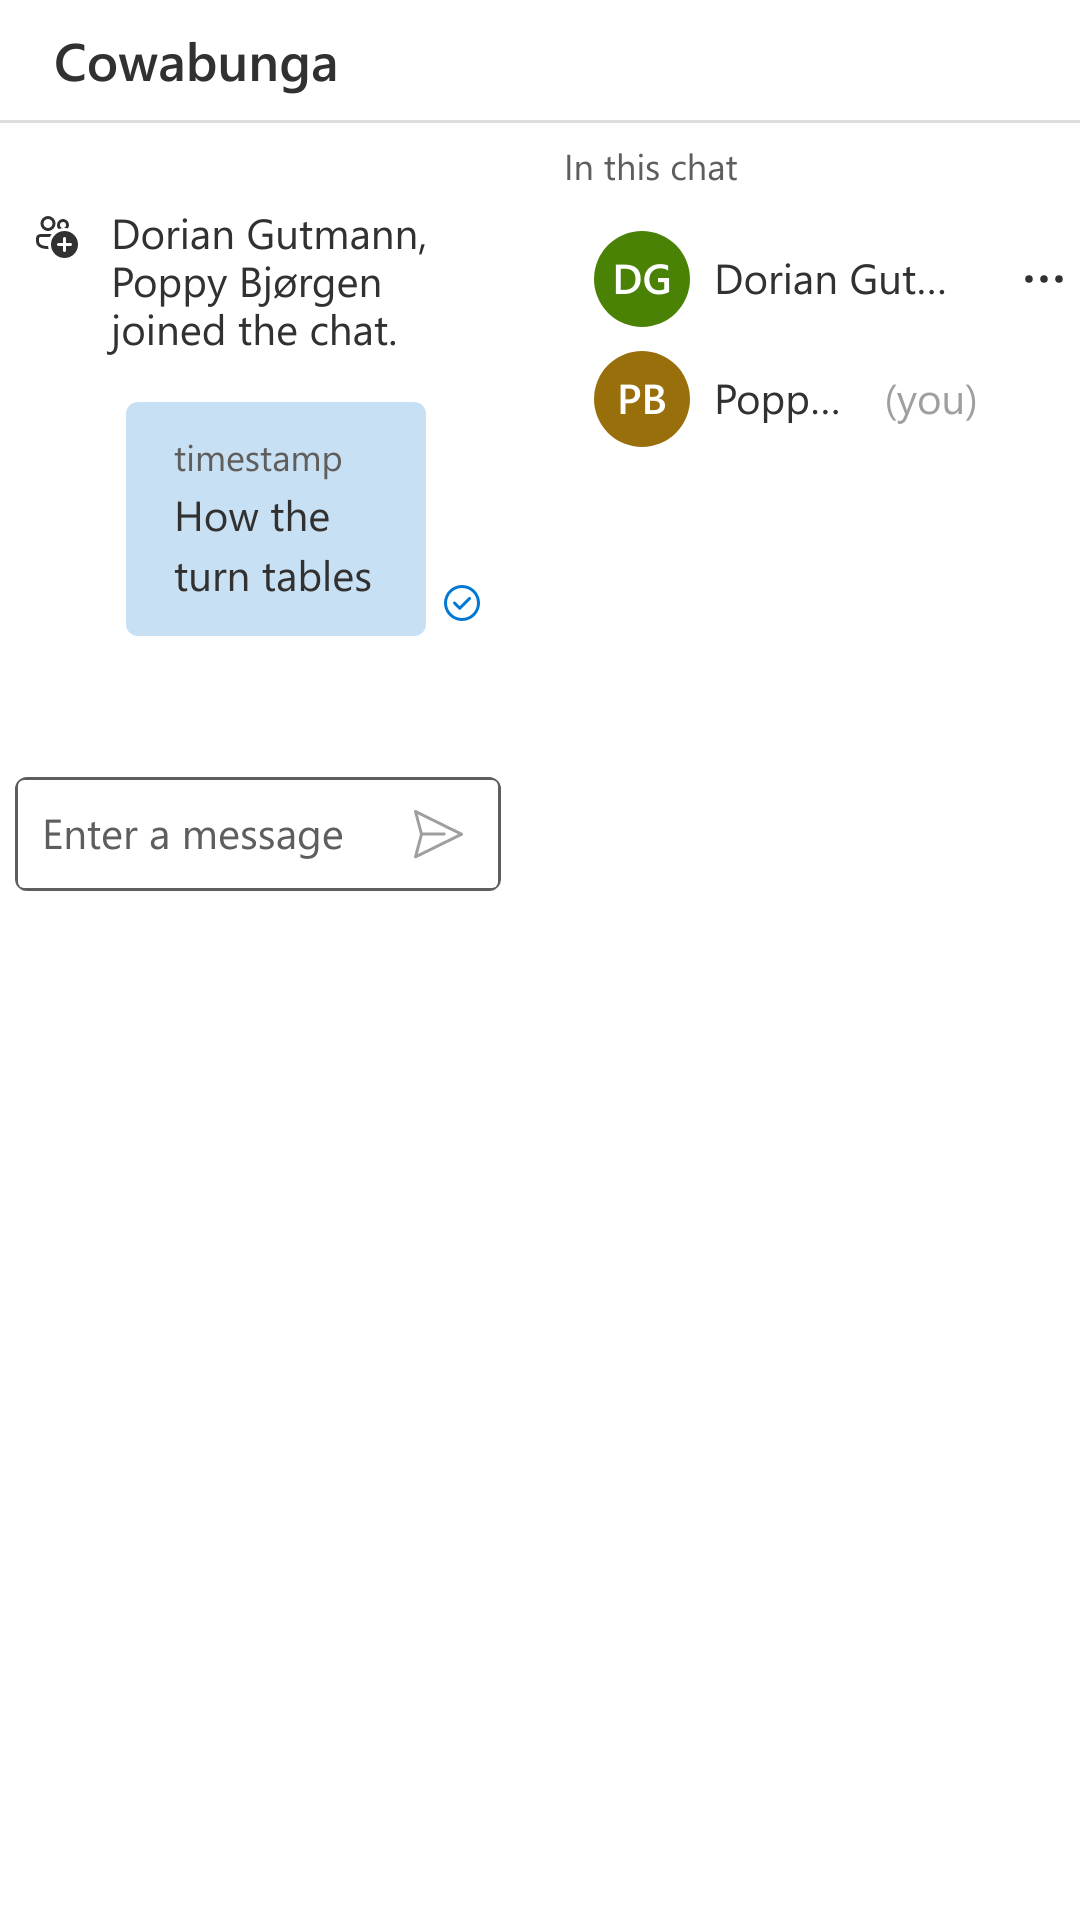 Cowabunga
Dorian Gutmann,
Poppy Bjørgen
joined the chat.
timestamp
How the
turn tables
Enter a message
In this chat
DG Dorian Gut...
PB Popp... (you)